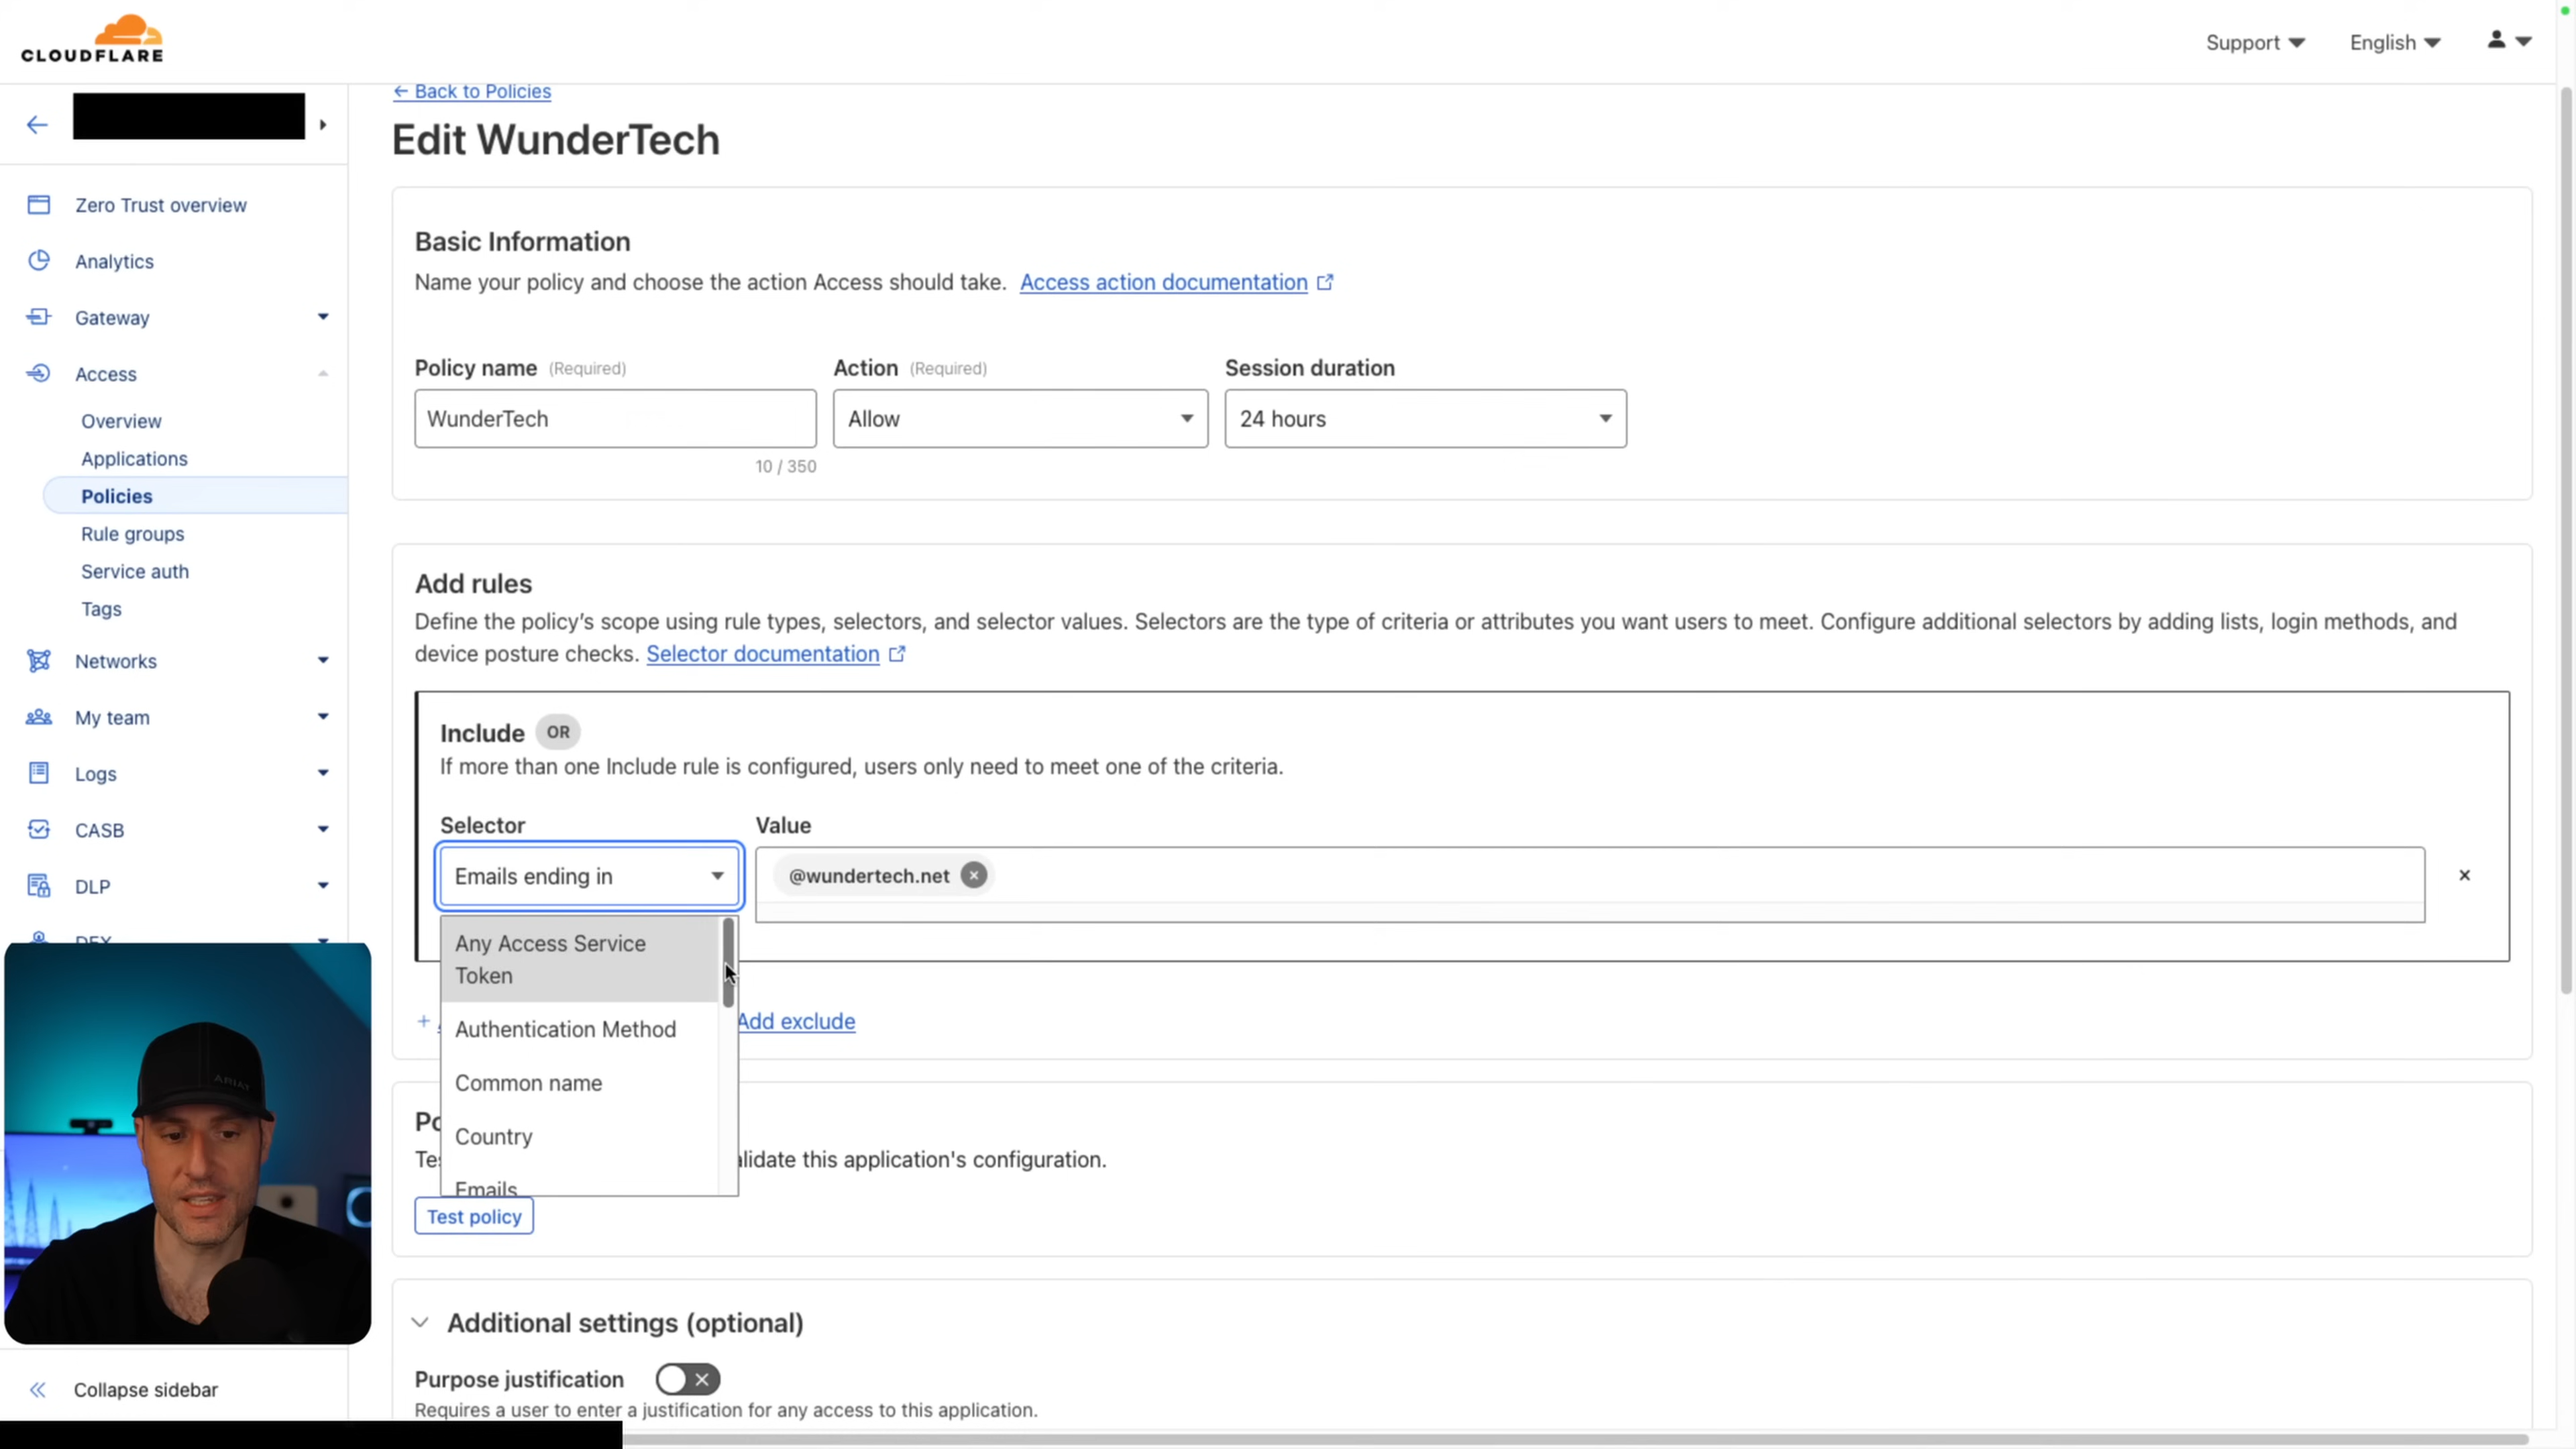 CLOUDFLARE
Support
English
Zero Trust overview
Analytics
Gateway
Access
Overview
Applications
Policies
Rule groups
Service auth
Tags
Networks
My team
Logs
CASB
DLP
DEX
Collapse sidebar
← Back to Policies
Edit WunderTech
Basic Information
Name your policy and choose the action Access should take. Access action documentation
Policy name (Required)
Action (Required)
Session duration
WunderTech
Allow
24 hours
10 / 350
Add rules
Define the policy's scope using rule types, selectors, and selector values. Selectors are the type of criteria or attributes you want users to meet. Configure additional selectors by adding lists, login methods, and
device posture checks. Selector documentation
Include OR
If more than one Include rule is configured, users only need to meet one of the criteria.
Selector
Value
Emails ending in
@wundertech.net
Any Access Service
Token
Authentication Method
Common name
Country
Emails
+
Add exclude
alidate this application's configuration.
Test policy
Additional settings (optional)
Purpose justification
Requires a user to enter a justification for any access to this application.
ARIAT